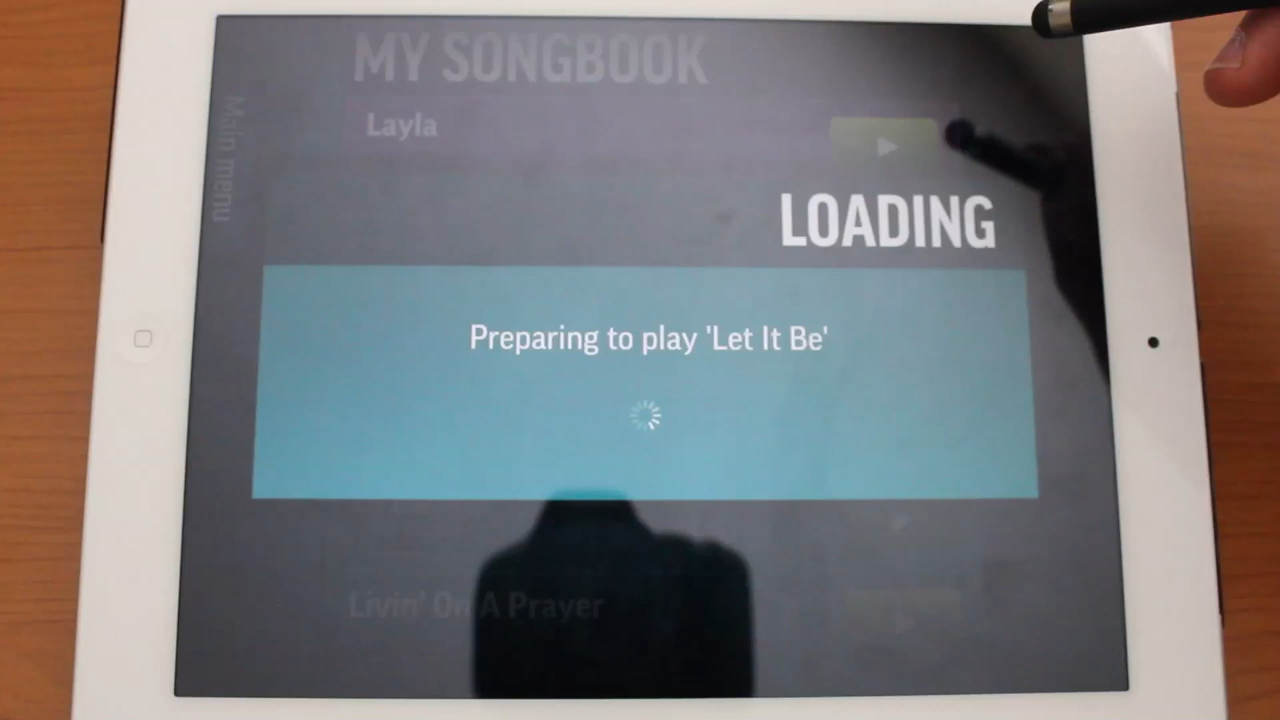 MY SONGBOOK
Main menu
Layla
LOADING
Preparing to play 'Let It Be'
Livin' On A Prayer